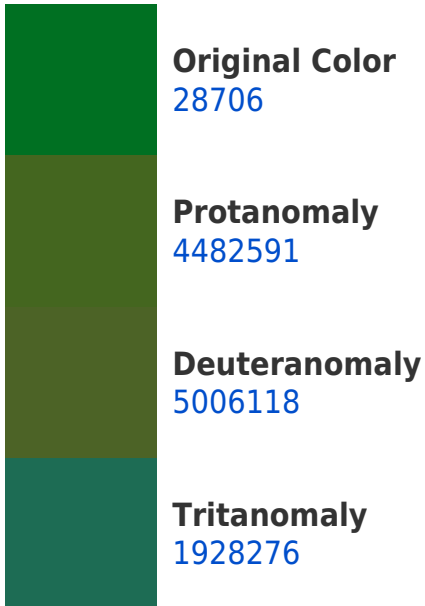 Original Color
28706
Protanomaly
4482591
Deuteranomaly
5006118
Tritanomaly
1928276